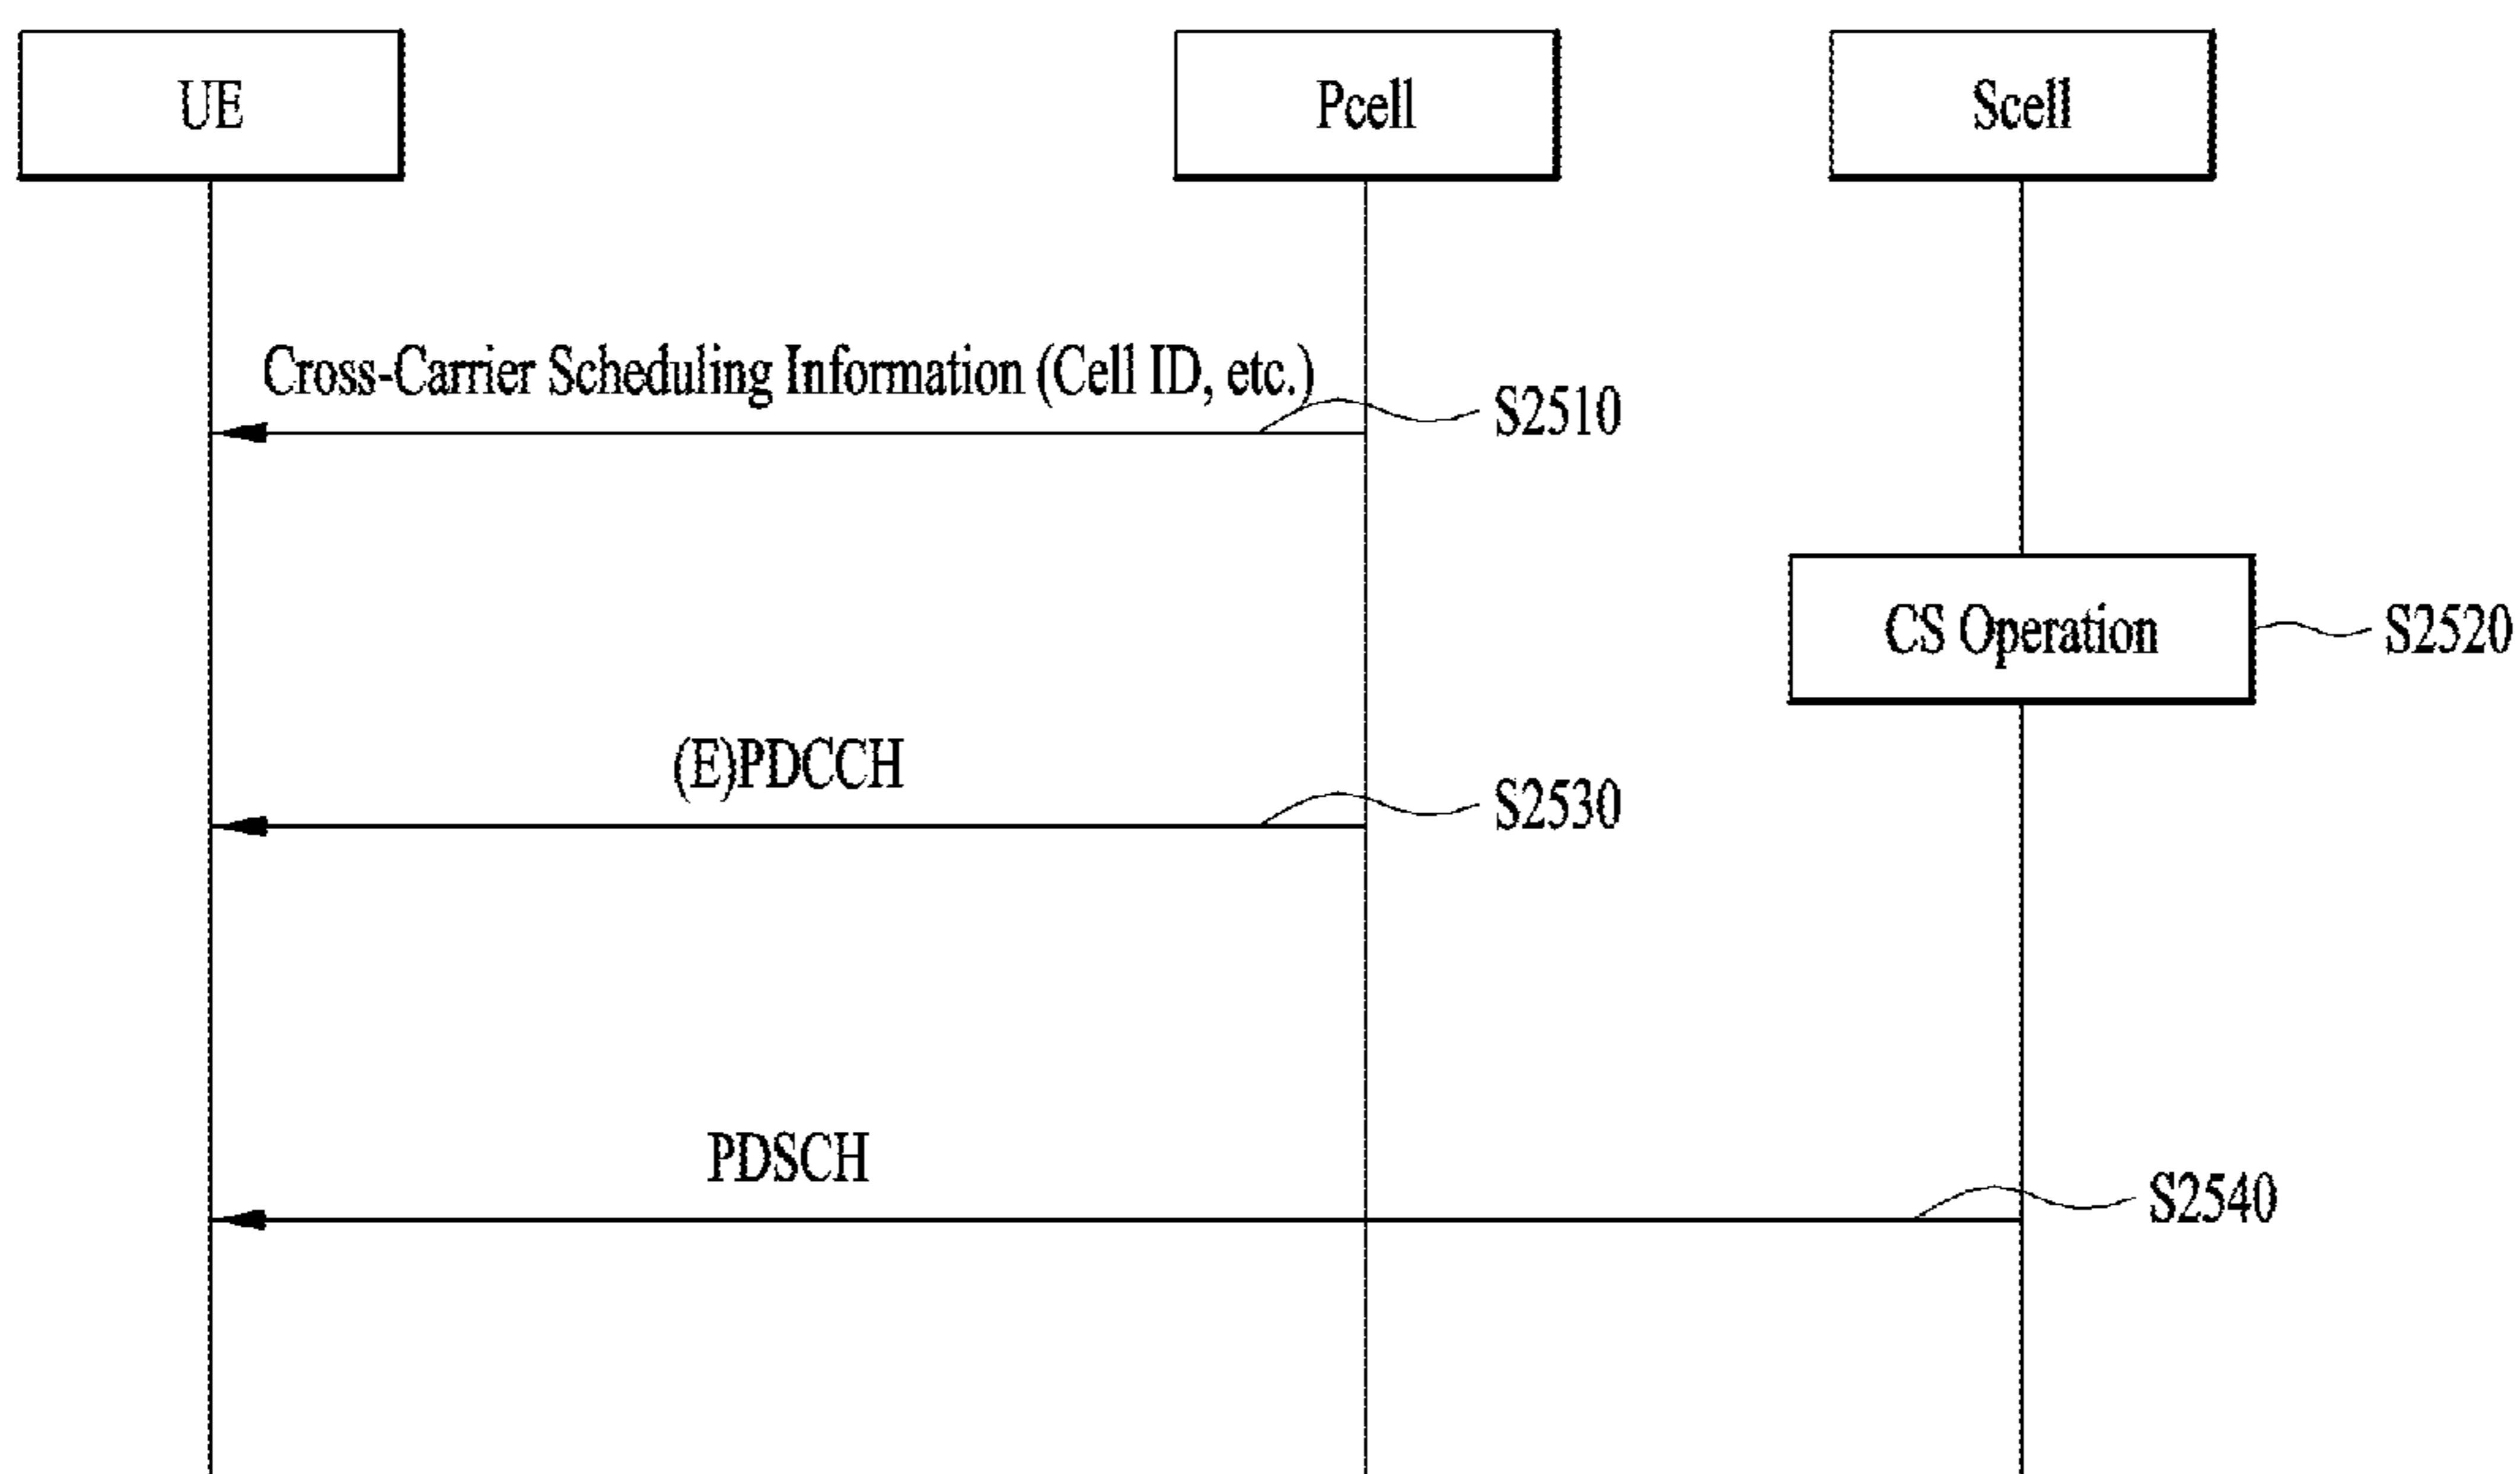 UE
Pcell
Scell
Cross-Carrier Scheduling Information (Cell ID, etc.)
S2510
CS Operation
S2520
(E)PDCCH
S2530
PDSCH
S2540